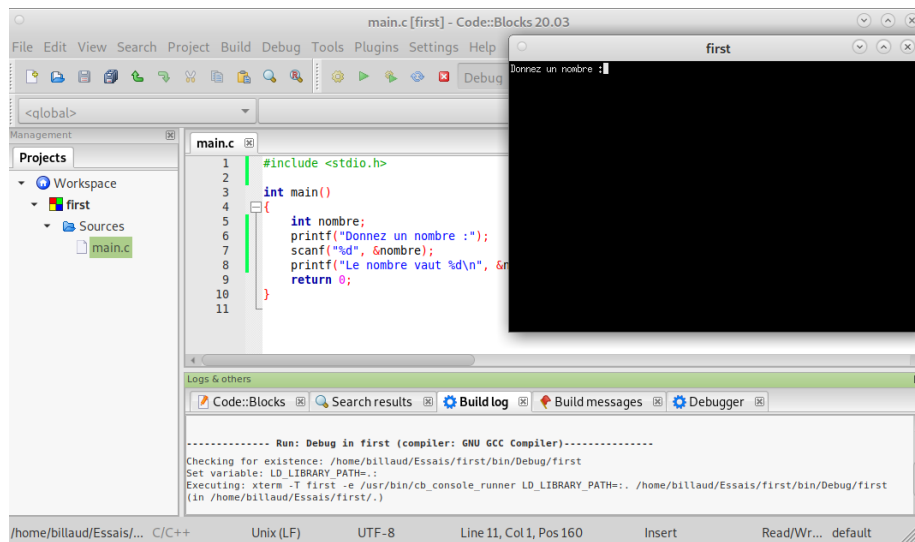 main.c [first] - Code::Blocks 20.03
File Edit View Search Project Build Debug Tools Plugins Settings Help
Debug
<global>
Management
Projects
Workspace
first
Sources
main.c
main.c
1 #include <stdio.h>
2
3 int main()
4 {
5 int nombre;
6 printf("Donnez un nombre :");
7 scanf("%d", &nombre);
8 printf("Le nombre vaut %d\n", &n
9 return 0;
10 }
11
first
Donnez un nombre :
Logs & others
Code::Blocks Search results Build log Build messages Debugger
-------------- Run: Debug in first (compiler: GNU GCC Compiler)---------------
Checking for existence: /home/billaud/Essais/first/bin/Debug/first
Set variable: LD_LIBRARY_PATH=.:
Executing: xterm -T first -e /usr/bin/cb_console_runner LD_LIBRARY_PATH=:. /home/billaud/Essais/first/bin/Debug/first
(in /home/billaud/Essais/first/.)
/home/billaud/Essais/... C/C++ Unix (LF) UTF-8 Line 11, Col 1, Pos 160 Insert Read/Wr... default